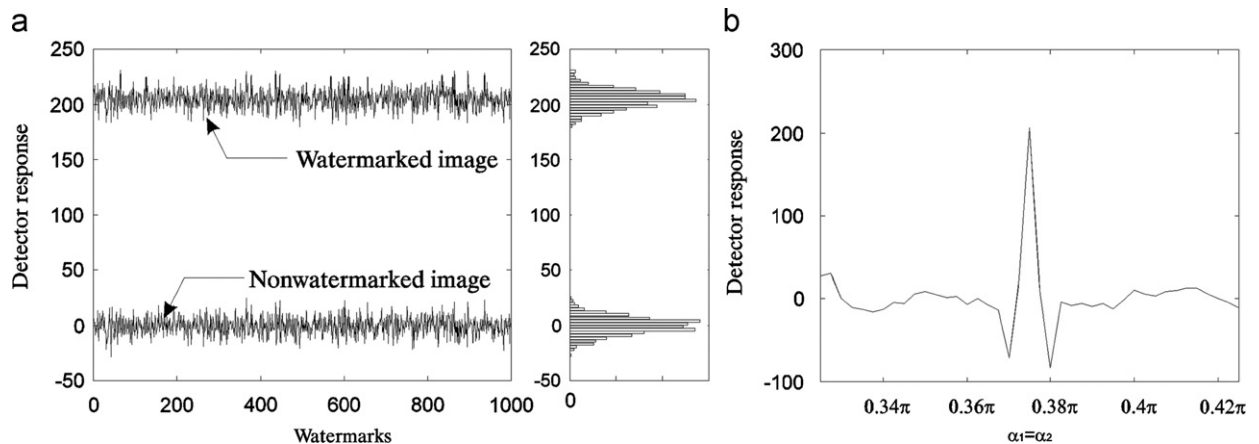 a
250
200
150
100
50
0
-50
Detector response
Watermarked image
Nonwatermarked image
0 200 400 600 800 1000
Watermarks
250
200
150
100
50
0
-50
0
b
300
200
100
0
-100
Detector response
0.34π 0.36π 0.38π 0.4π 0.42π
α₁=α₂